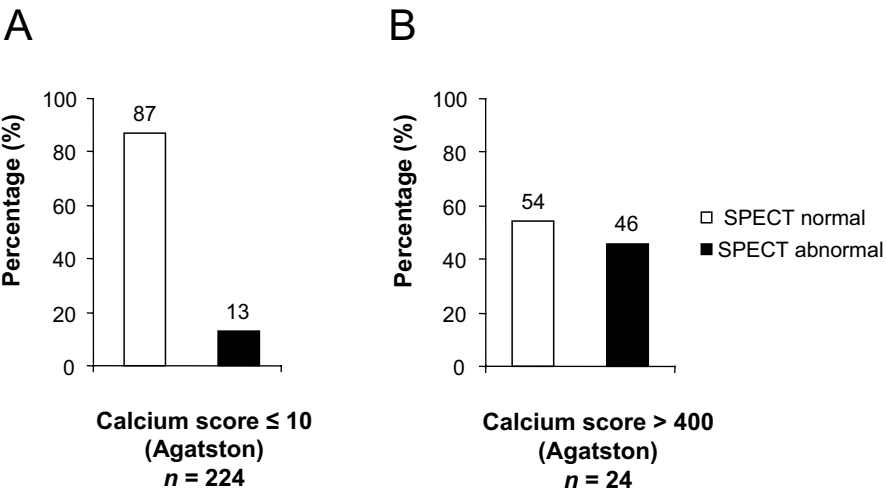 A
Percentage (%)
100
80
60
40
20
0
87
13
Calcium score ≤ 10
(Agatston)
n = 224
B
Percentage (%)
100
80
60
40
20
0
54
46
Calcium score > 400
(Agatston)
n = 24
SPECT normal
SPECT abnormal